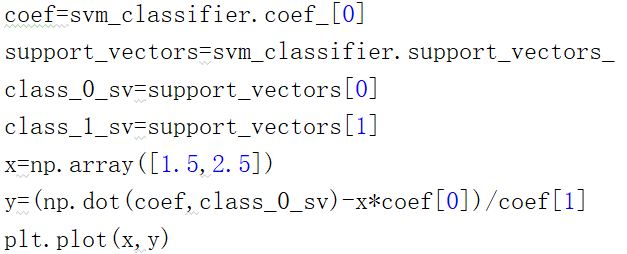 coef=svm_classifier.coef_[0]
support_vectors=svm_classifier.support_vectors_
class_0_sv=support_vectors[0]
class_1_sv=support_vectors[1]
x=np.array([1.5,2.5])
y=(np.dot(coef,class_0_sv)-x*coef[0])/coef[1]
plt.plot(x,y)